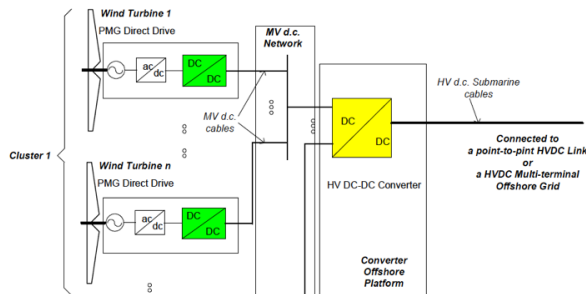 Wind Turbine 1
PMG Direct Drive
ac
dc
DC
DC
MV d.c.
Network
MV d.c.
cables
Cluster 1
Wind Turbine n
PMG Direct Drive
ac
dc
DC
DC
DC
DC
HV DC-DC Converter
Converter
Offshore
Platform
HV d.c. Submarine
cables
Connected to
a point-to-pint HVDC Link
or
a HVDC Multi-terminal
Offshore Grid